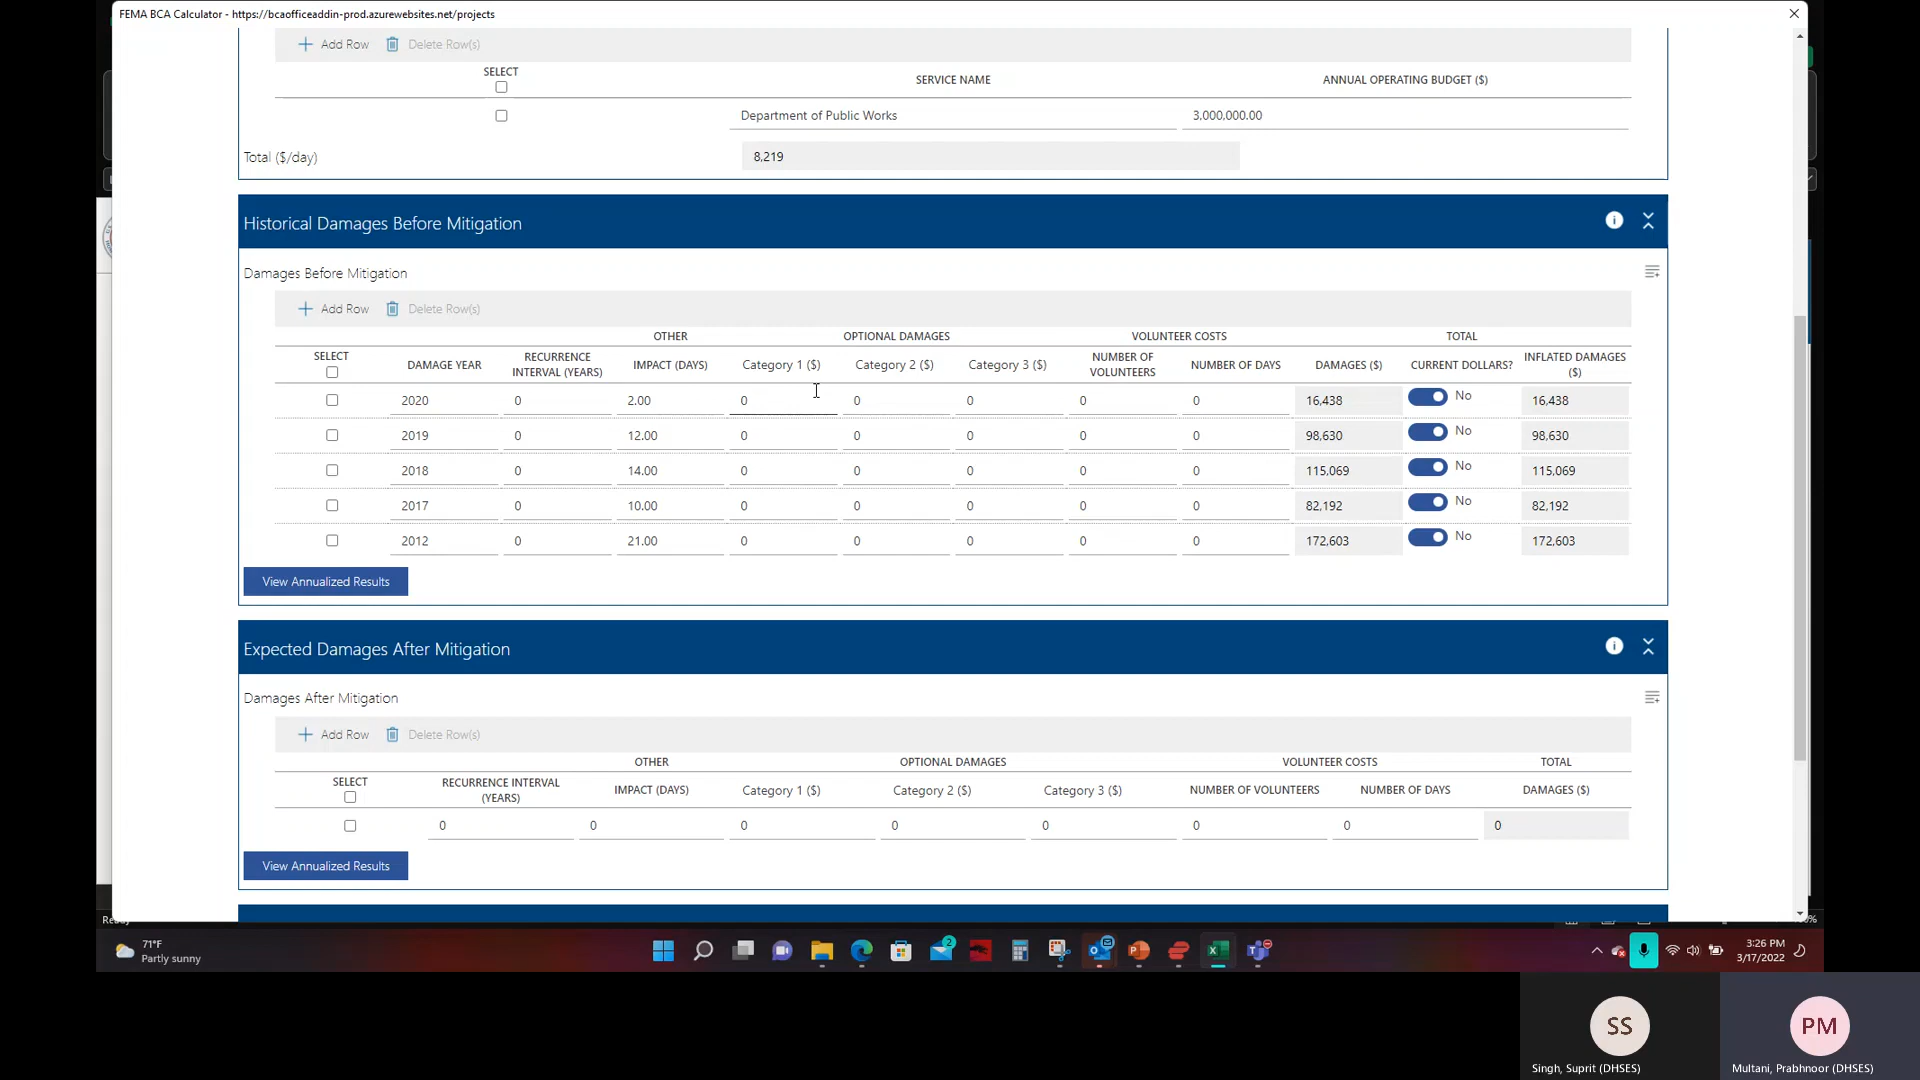 FEMA BCA Calculator - https://bcaofficeaddin-prod.azurewebsites.net/projects
Add Row Delete Row(s)
SELECT SERVICE NAME ANNUAL OPERATING BUDGET ($)
Department of Public Works 3,000,000.00
Total ($/day) 8,219
Historical Damages Before Mitigation
Damages Before Mitigation
Add Row Delete Row(s)
OTHER OPTIONAL DAMAGES VOLUNTEER COSTS TOTAL
SELECT DAMAGE YEAR RECURRENCE INTERVAL (YEARS) IMPACT (DAYS) Category 1 ($) Category 2 ($) Category 3 ($) NUMBER OF VOLUNTEERS NUMBER OF DAYS DAMAGES ($) CURRENT DOLLARS? INFLATED DAMAGES ($)
2020 0 2.00 0 0 0 0 0 16,438 No 16,438
2019 0 12.00 0 0 0 0 0 98,630 No 98,630
2018 0 14.00 0 0 0 0 0 115,069 No 115,069
2017 0 10.00 0 0 0 0 0 82,192 No 82,192
2012 0 21.00 0 0 0 0 0 172,603 No 172,603
View Annualized Results
Expected Damages After Mitigation
Damages After Mitigation
Add Row Delete Row(s)
OTHER OPTIONAL DAMAGES VOLUNTEER COSTS TOTAL
SELECT RECURRENCE INTERVAL (YEARS) IMPACT (DAYS) Category 1 ($) Category 2 ($) Category 3 ($) NUMBER OF VOLUNTEERS NUMBER OF DAYS DAMAGES ($)
0 0 0 0 0 0 0 0
View Annualized Results
71°F
Partly sunny
2
3:26 PM
3/17/2022
SS
PM
Singh, Suprit (DHSES)
Multani, Prabhnoor (DHSES)